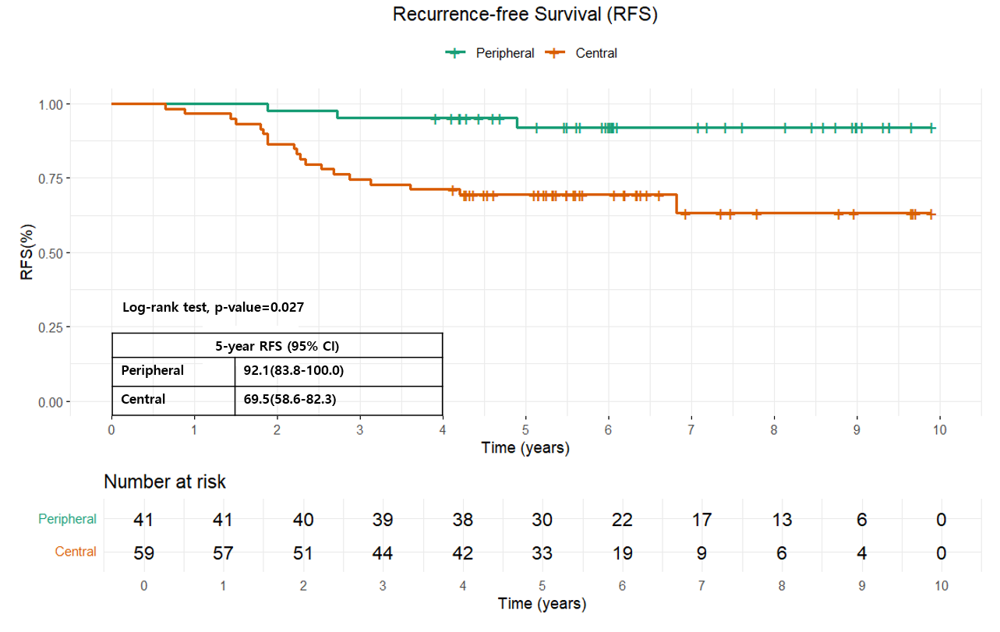 Recurrence-free Survival (RFS)
Peripheral Central
1.00
0.75
0.50
0.25
0.00
RFS(%)
Log-rank test, p-value=0.027
5-year RFS (95% CI)
Peripheral 92.1(83.8-100.0)
Central 69.5(58.6-82.3)
0 1 2 3 4 5 6 7 8 9 10
Time (years)
Number at risk
Peripheral 41 41 40 39 38 30 22 17 13 6 0
Central 59 57 51 44 42 33 19 9 6 4 0
0 1 2 3 4 5 6 7 8 9 10
Time (years)